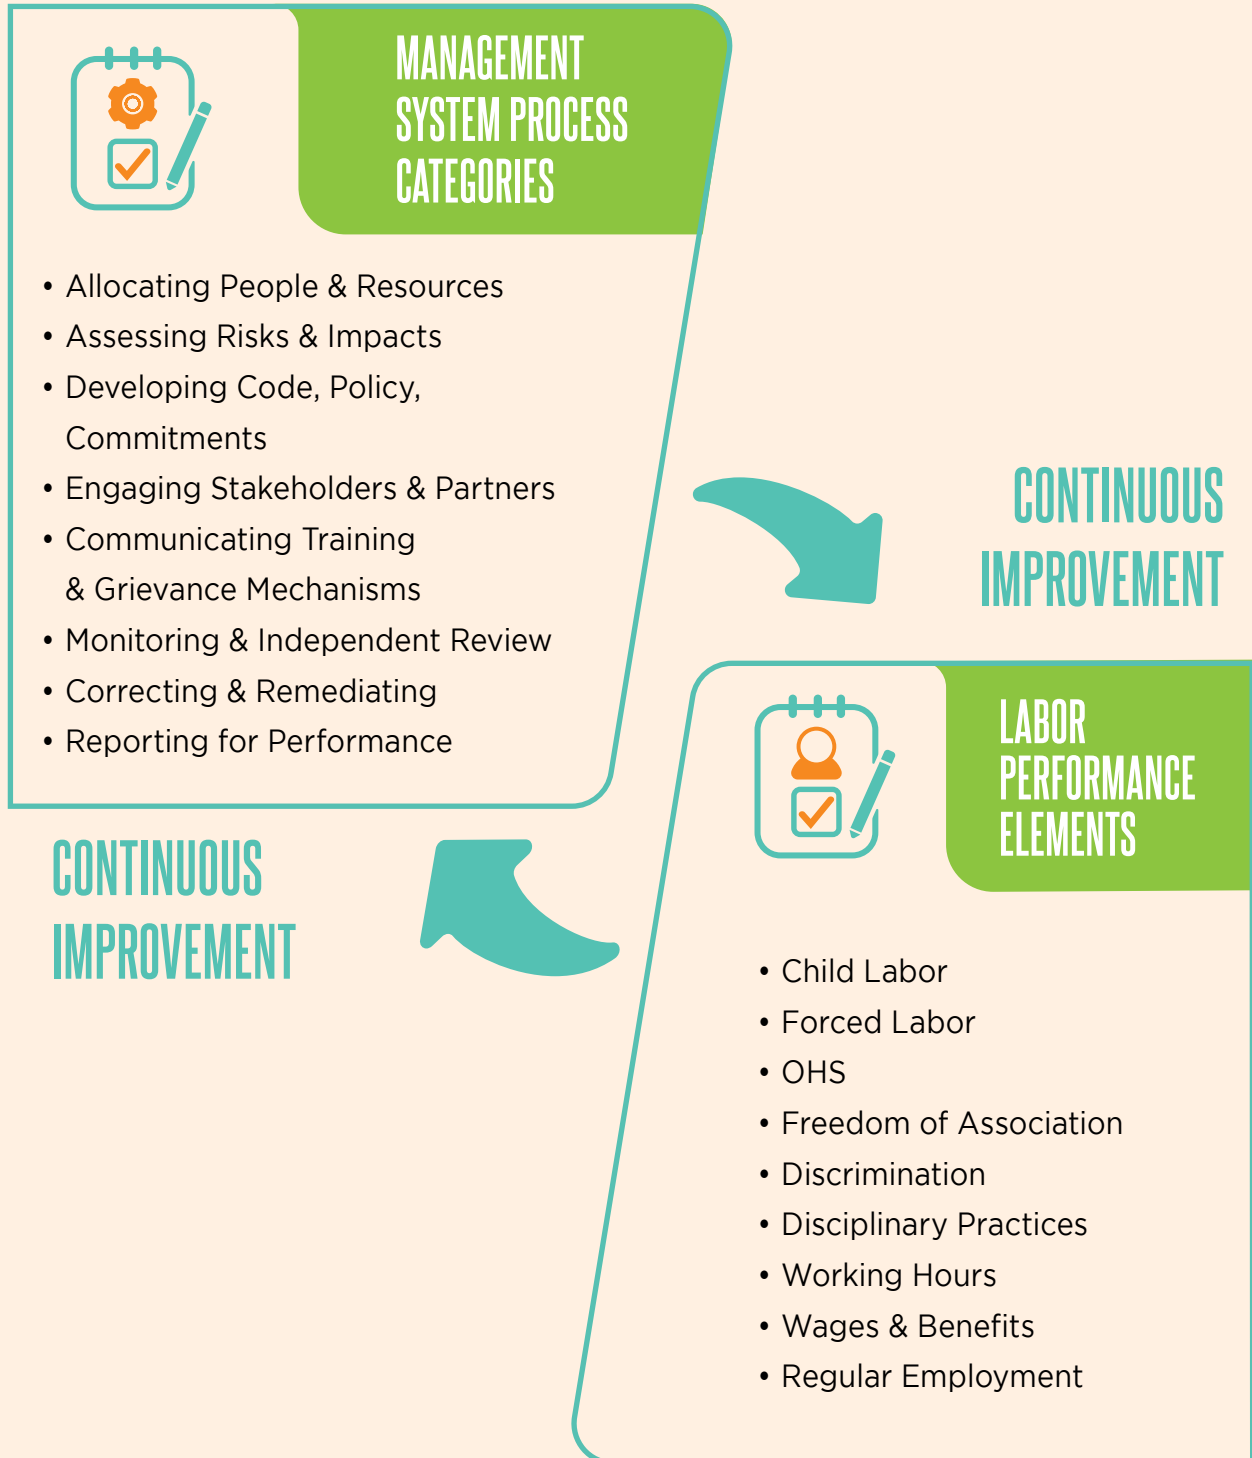 MANAGEMENT
SYSTEM PROCESS
CATEGORIES
• Allocating People & Resources
• Assessing Risks & Impacts
• Developing Code, Policy,
Commitments
• Engaging Stakeholders & Partners
• Communicating Training
& Grievance Mechanisms
• Monitoring & Independent Review
• Correcting & Remediating
• Reporting for Performance
CONTINUOUS
IMPROVEMENT
CONTINUOUS
IMPROVEMENT
LABOR
PERFORMANCE
ELEMENTS
• Child Labor
• Forced Labor
• OHS
• Freedom of Association
• Discrimination
• Disciplinary Practices
• Working Hours
• Wages & Benefits
• Regular Employment